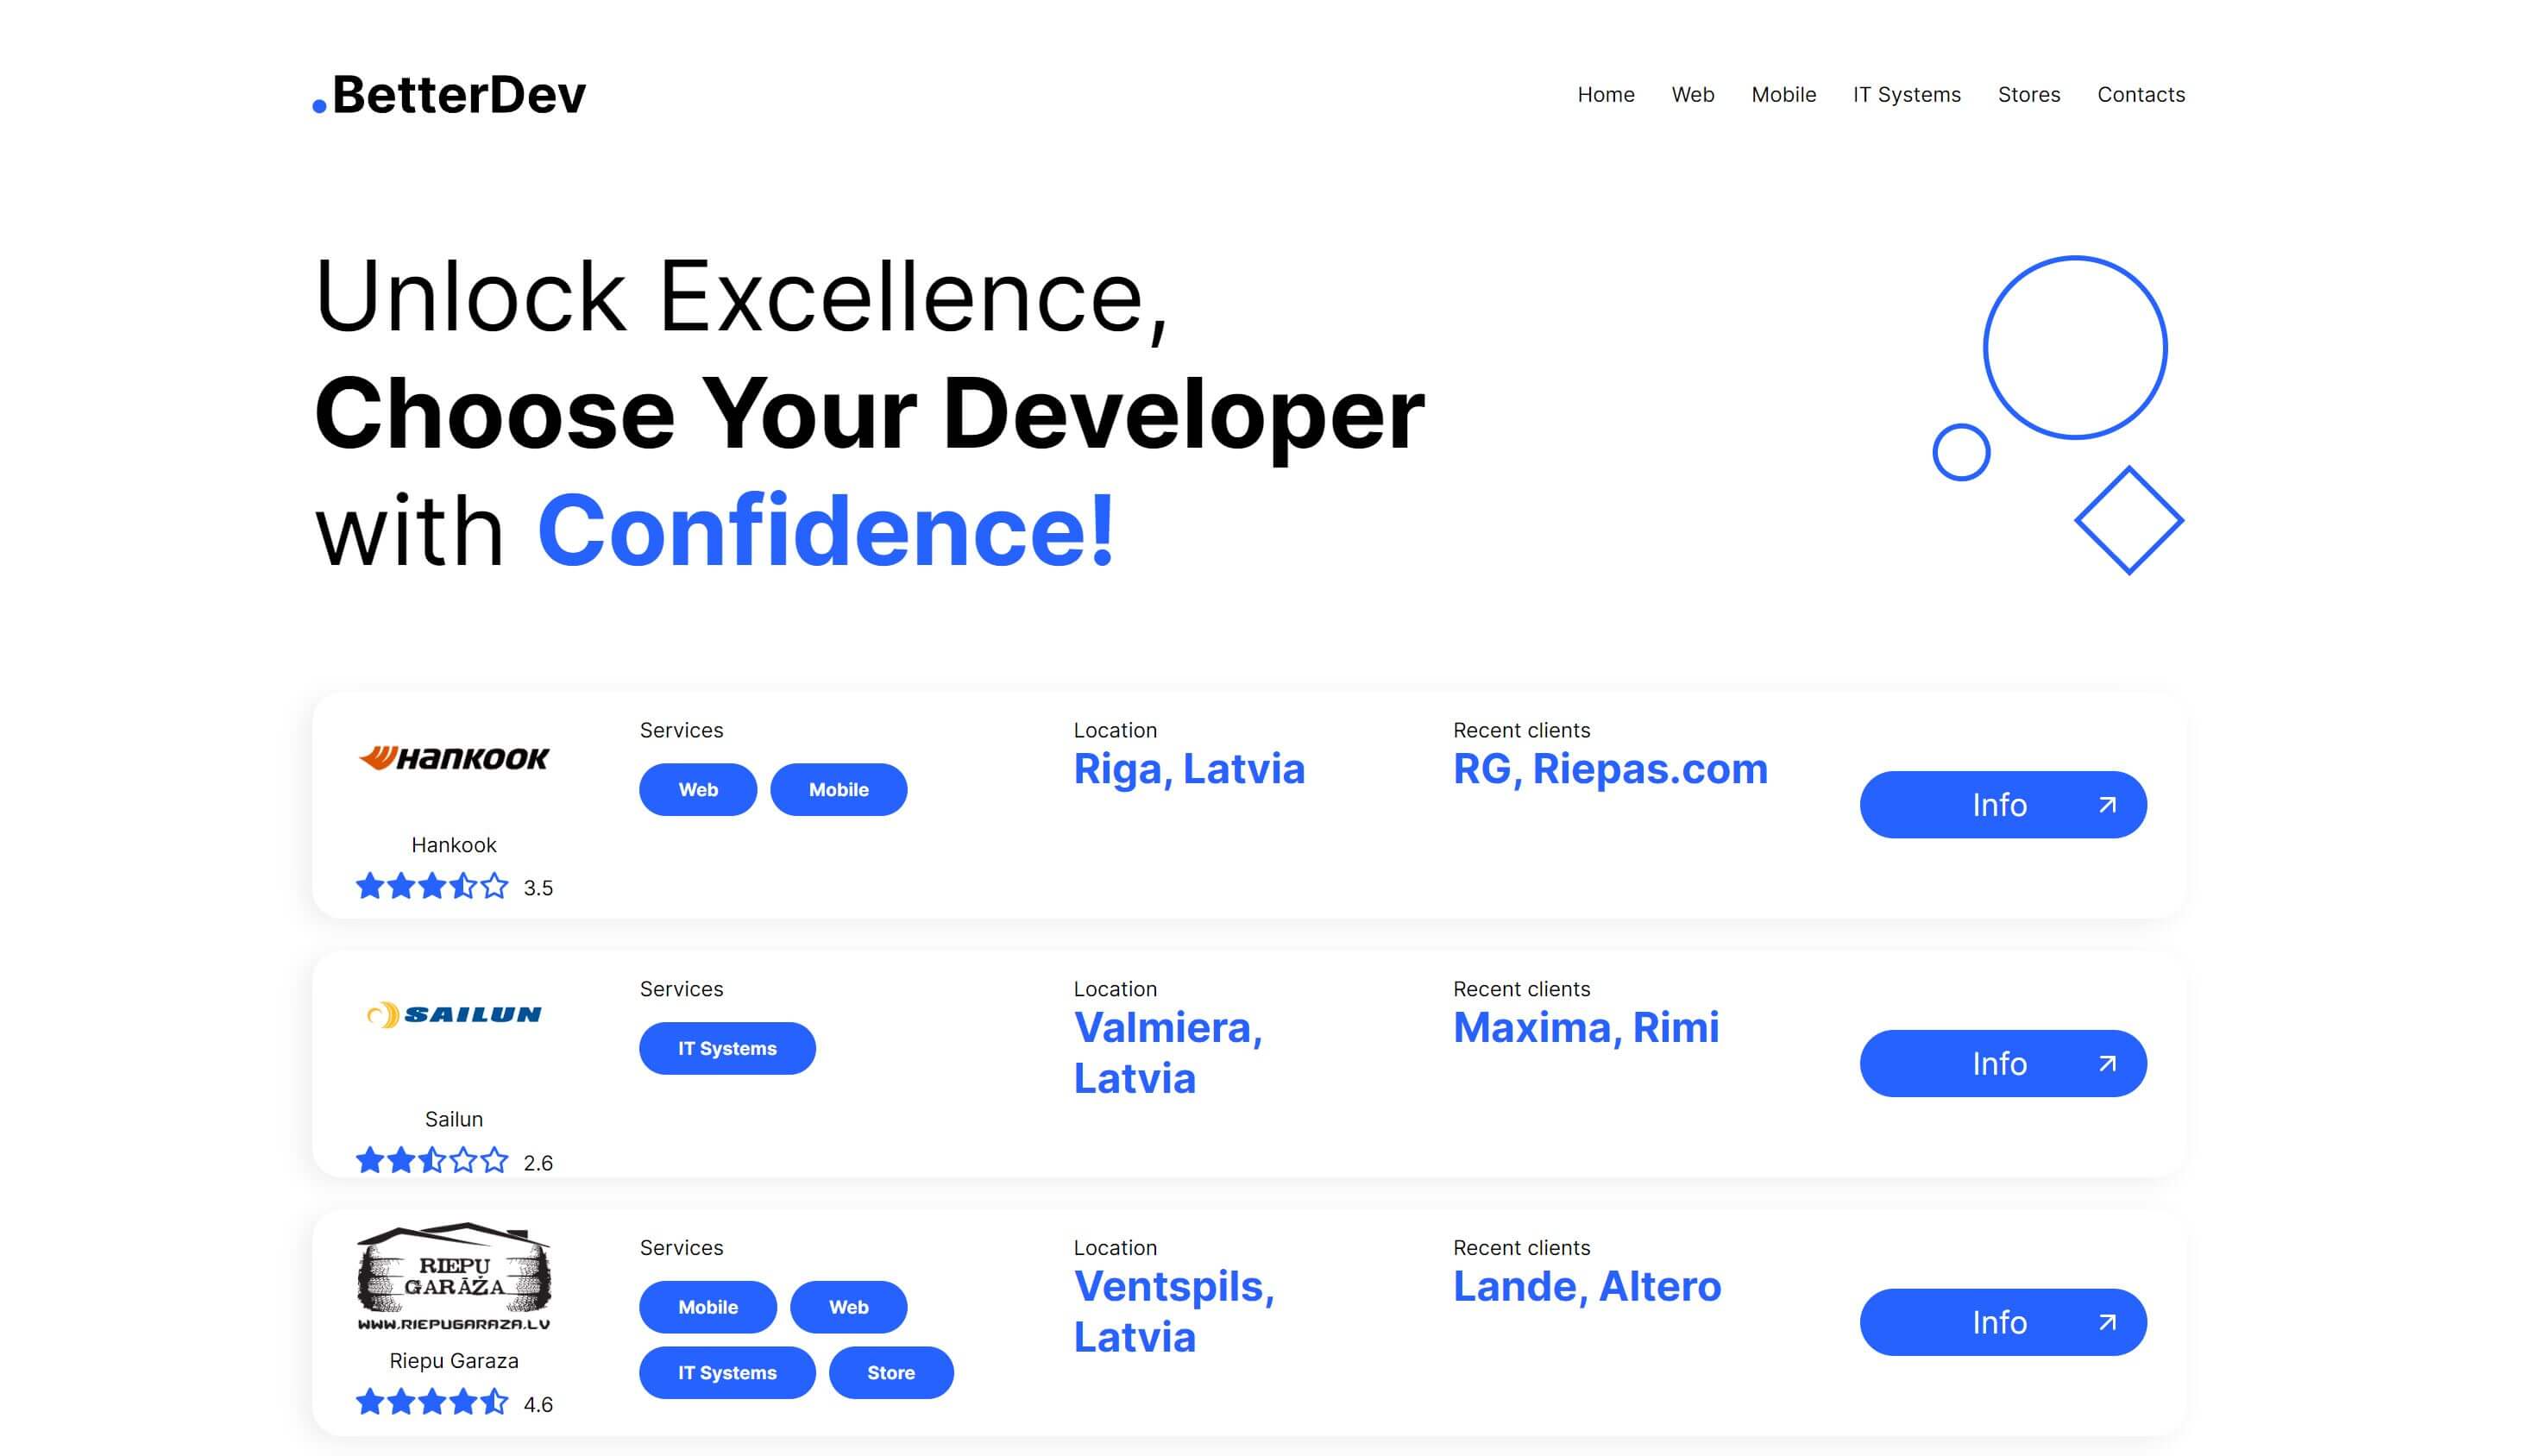 .BetterDev
Home Web Mobile IT Systems Stores Contacts
Unlock Excellence,
Choose Your Developer
with Confidence!
HANKOOK
Hankook
3.5
Services
Web Mobile
Location
Riga, Latvia
Recent clients
RG, Riepas.com
Info
SAILUN
Sailun
2.6
Services
IT Systems
Location
Valmiera,
Latvia
Recent clients
Maxima, Rimi
Info
RIEPU
GARĀŽA
WWW.RIEPUGARAZA.LV
Riepu Garaza
4.6
Services
Mobile Web
IT Systems Store
Location
Ventspils,
Latvia
Recent clients
Lande, Altero
Info